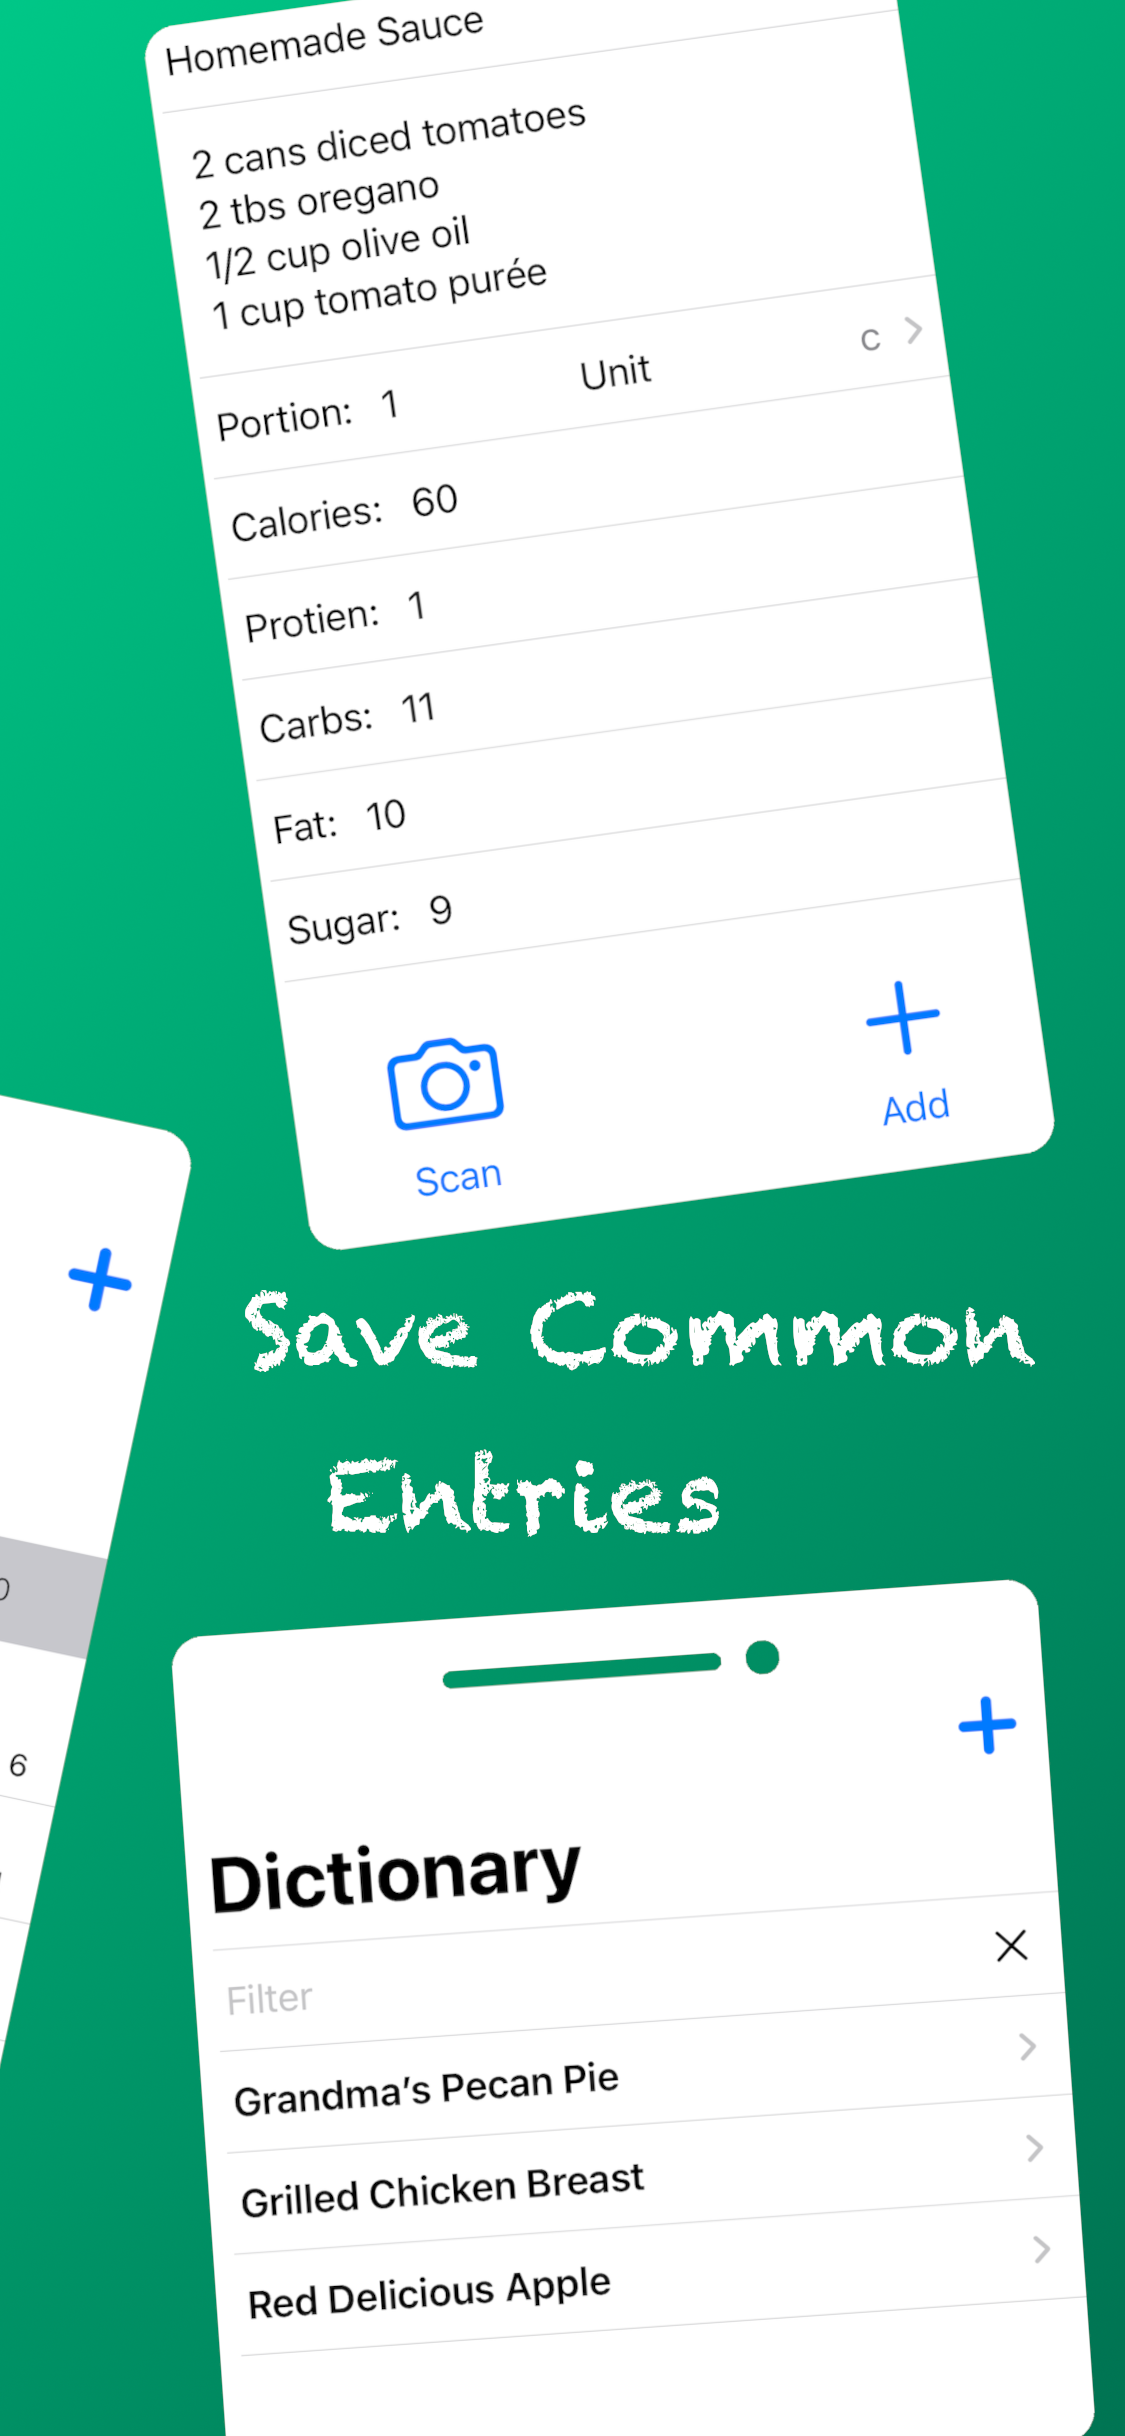 Homemade Sauce
2 cans diced tomatoes
2 tbs oregano
1/2 cup olive oil
1 cup tomato purée
Portion: 1 Unit c
Calories: 60
Protien: 1
Carbs: 11
Fat: 10
Sugar: 9
Scan Add
Save Common
Entries
6
Dictionary
Filter
Grandma's Pecan Pie
Grilled Chicken Breast
Red Delicious Apple